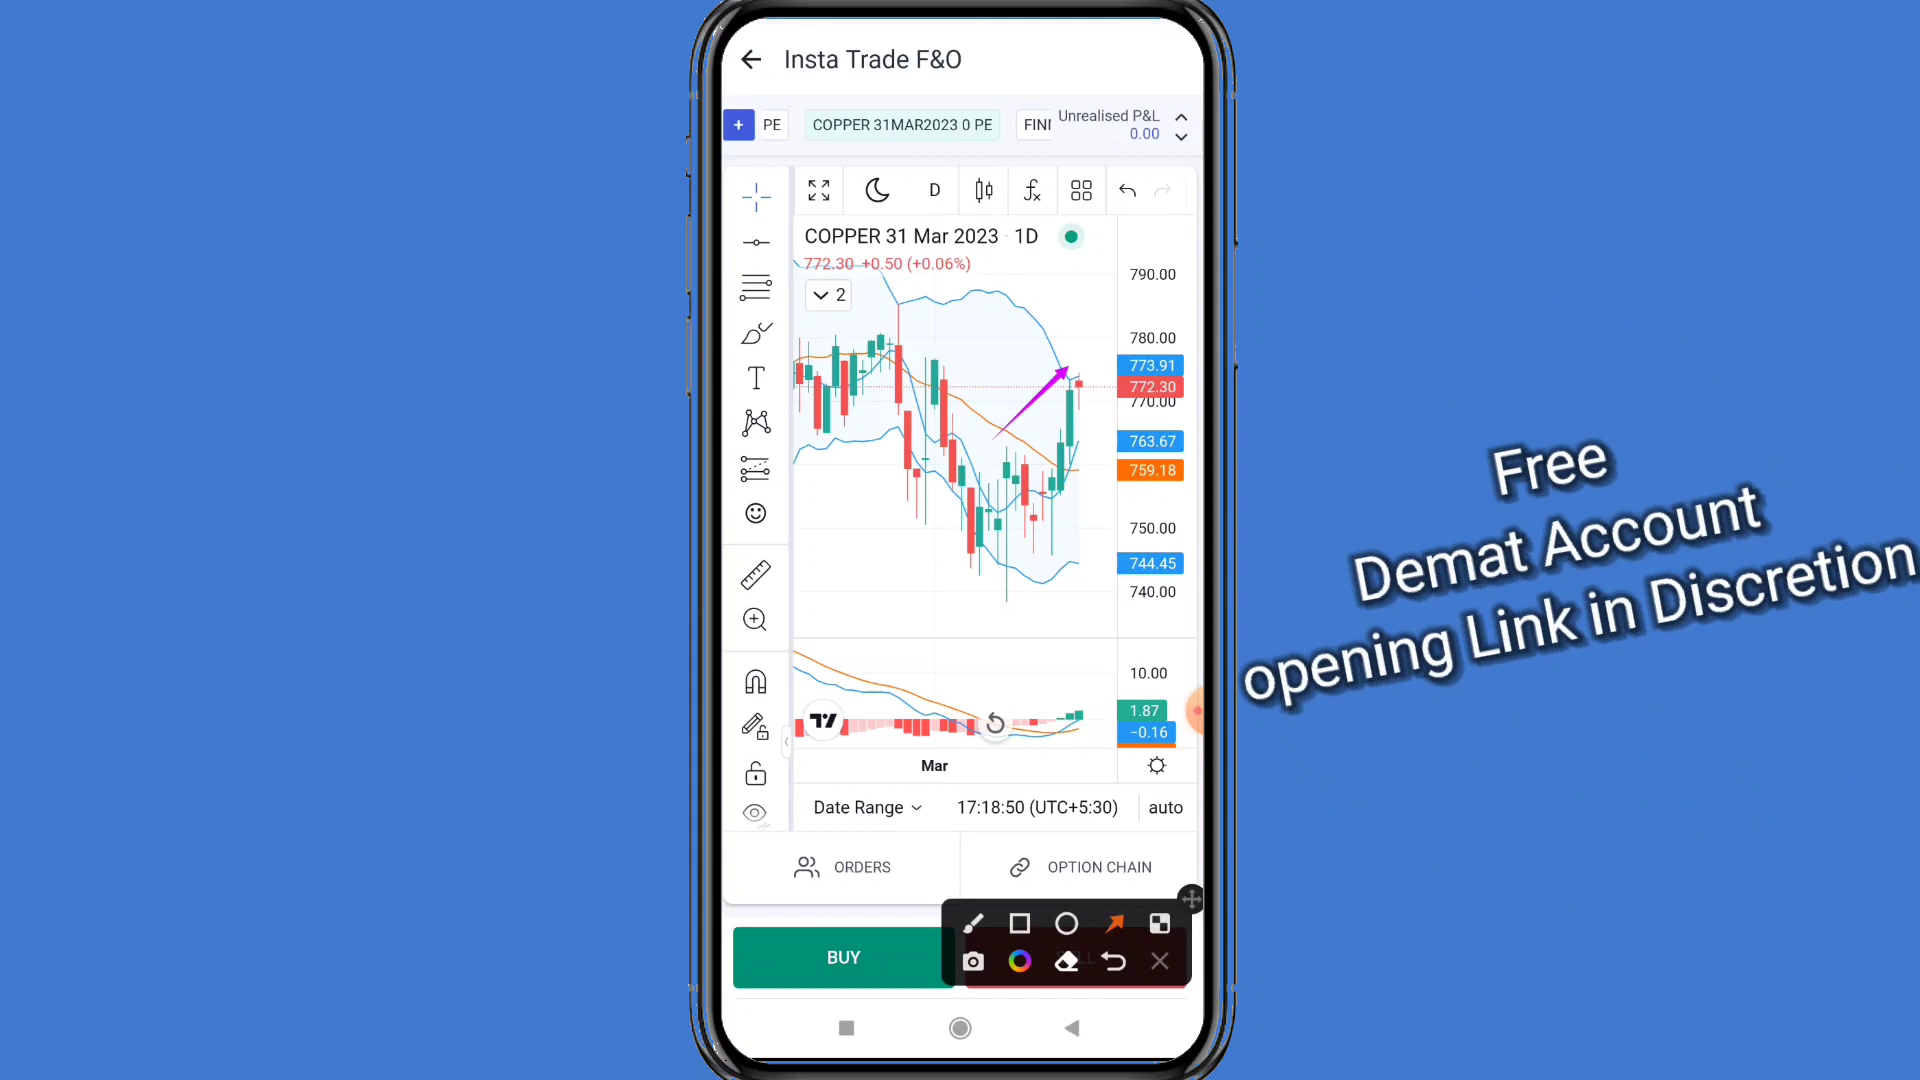 Insta Trade F&O
+ PE COPPER 31MAR2023 0 PE FINI Unrealised P&L
0.00
D
COPPER 31 Mar 2023 · 1D
772.30 +0.50 (+0.06%)
2
790.00
780.00
773.91
772.30
770.00
763.67
759.18
750.00
744.45
740.00
10.00
1.87
−0.16
Mar
Date Range 17:18:50 (UTC+5:30) auto
ORDERS OPTION CHAIN
BUY
Free
Demat Account
opening Link in Discretion